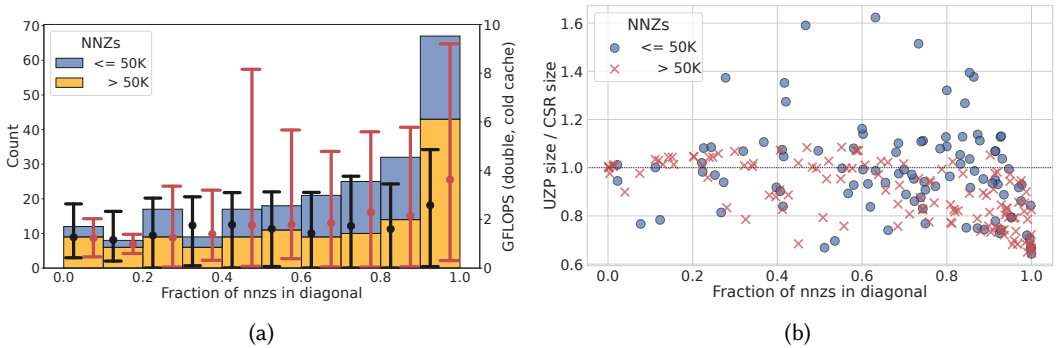 NNZs
<= 50K
> 50K
70
60
50
40
30
20
10
0
Count
10
8
6
4
2
0
GFLOPS (double, cold cache)
0.0 0.2 0.4 0.6 0.8 1.0
Fraction of nnzs in diagonal
(a)
NNZs
<= 50K
> 50K
1.6
1.4
1.2
1.0
0.8
0.6
UZP size / CSR size
0.0 0.2 0.4 0.6 0.8 1.0
Fraction of nnzs in diagonal
(b)